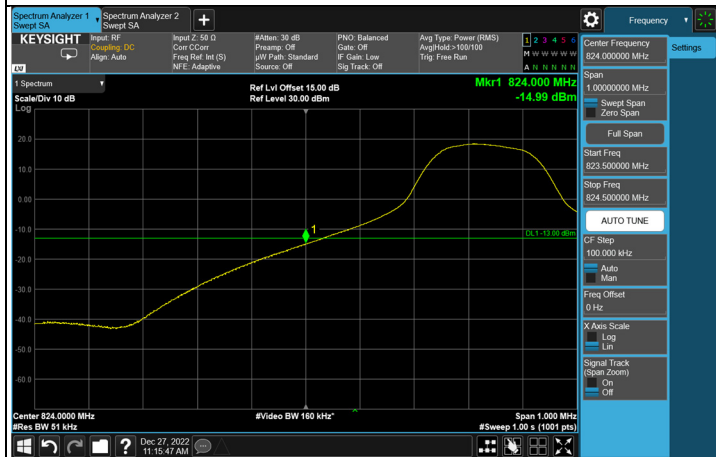 Spectrum Analyzer 1
Swept SA
Spectrum Analyzer 2
Swept SA
+
Frequency
KEYSIGHT
LXI
Input: RF
Coupling: DC
Align: Auto
Input Z: 50 Ω
Corr CCorr
Freq Ref: Int (S)
NFE: Adaptive
#Atten: 30 dB
Preamp: Off
µW Path: Standard
Source: Off
PNO: Balanced
Gate: Off
IF Gain: Low
Sig Track: Off
Avg Type: Power (RMS)
Avg|Hold:>100/100
Trig: Free Run
1 2 3 4 5 6
M W W W W W
A N N N N N
1 Spectrum
Scale/Div 10 dB
Log
Ref Lvl Offset 15.00 dB
Ref Level 30.00 dBm
Mkr1 824.000 MHz
-14.99 dBm
20.0
10.0
0.00
-10.0
-20.0
-30.0
-40.0
-50.0
-60.0
1
DL1 -13.00 dBm
Center 824.0000 MHz
#Res BW 51 kHz
#Video BW 160 kHz*
Span 1.000 MHz
#Sweep 1.00 s (1001 pts)
Dec 27, 2022
11:15:47 AM
?
Center Frequency
824.000000 MHz
Settings
Span
1.00000000 MHz
Swept Span
Zero Span
Full Span
Start Freq
823.500000 MHz
Stop Freq
824.500000 MHz
AUTO TUNE
CF Step
100.000 kHz
Auto
Man
Freq Offset
0 Hz
X Axis Scale
Log
Lin
Signal Track
(Span Zoom)
On
Off